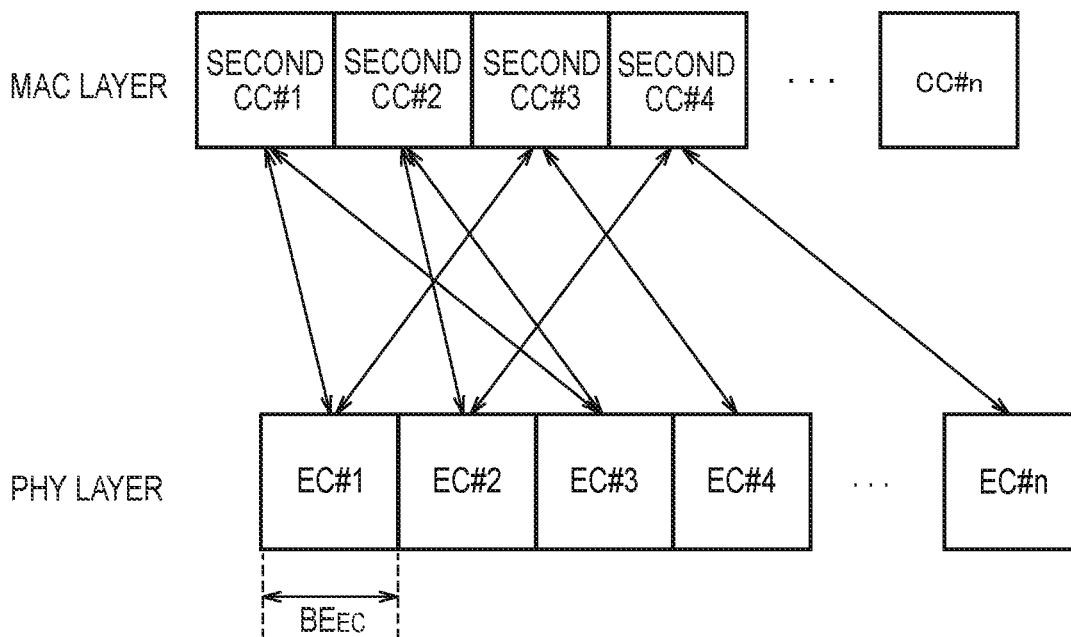 MAC LAYER
SECOND CC#1
SECOND CC#2
SECOND CC#3
SECOND CC#4
· · ·
CC#n
PHY LAYER
EC#1
EC#2
EC#3
EC#4
· · ·
EC#n
BEEC